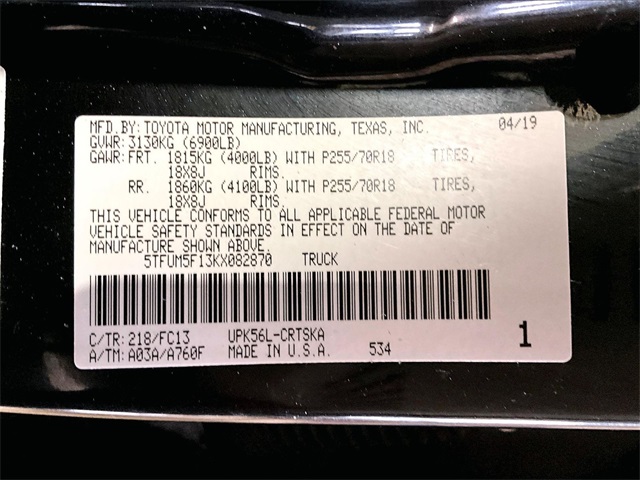 MFD.BY:TOYOTA MOTOR MANUFACTURING, TEXAS, INC. 04/19
GVWR:3130KG (6900LB)
GAWR:FRT. 1815KG (4000LB) WITH P255/70R18 TIRES,
18X8J RIMS.
RR. 1860KG (4100LB) WITH P255/70R18 TIRES,
18X8J RIMS.
THIS VEHICLE CONFORMS TO ALL APPLICABLE FEDERAL MOTOR
VEHICLE SAFETY STANDARDS IN EFFECT ON THE DATE OF
MANUFACTURE SHOWN ABOVE.
5TFUM5F13KX082870 TRUCK
C/TR:218/FC13 UPK56L-CRTSKA 1
A/TM:A03A/A760F MADE IN U.S.A. 534